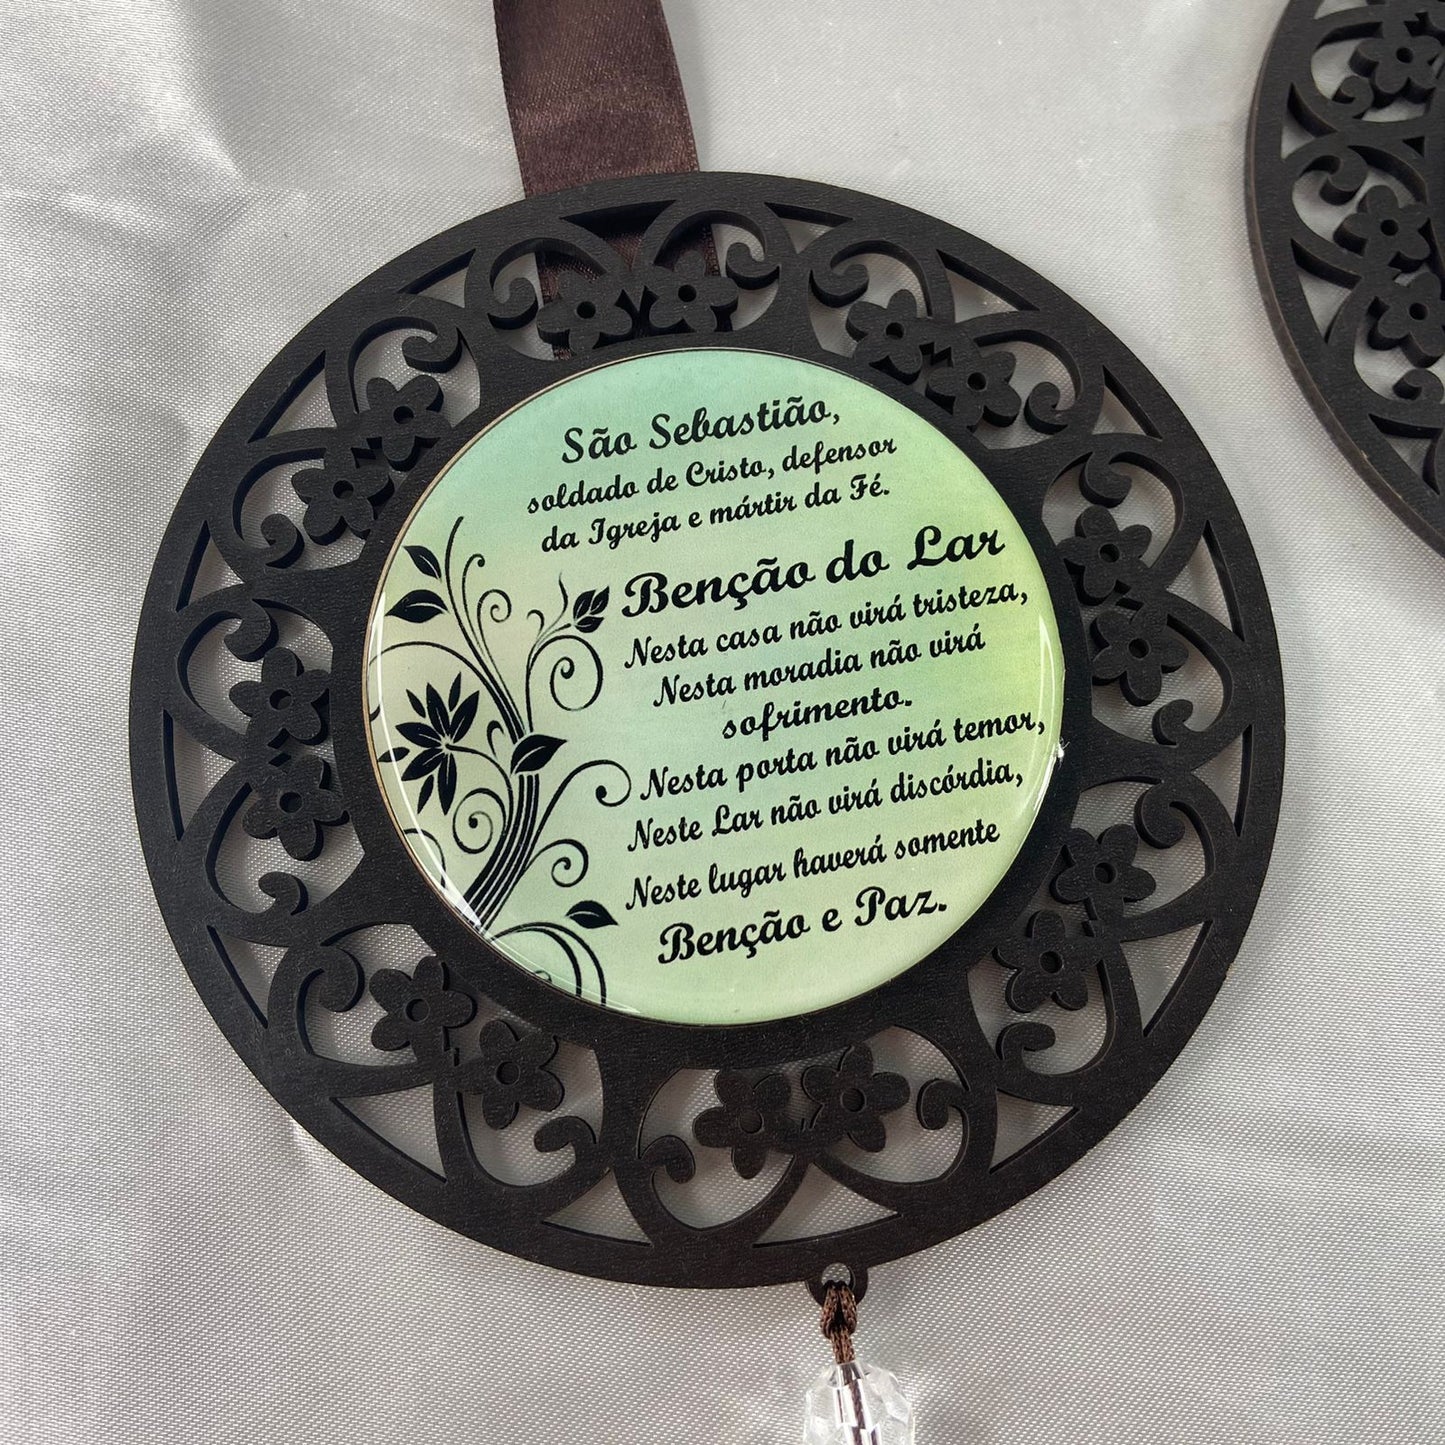 São Sebastião,
soldado de Cristo, defensor
da Igreja e mártir da Fé.
Benção do Lar
Nesta casa não virá tristeza,
Nesta moradia não virá
sofrimento.
Nesta porta não virá temor,
Neste Lar não virá discórdia,
Neste lugar haverá somente
Benção e Paz.